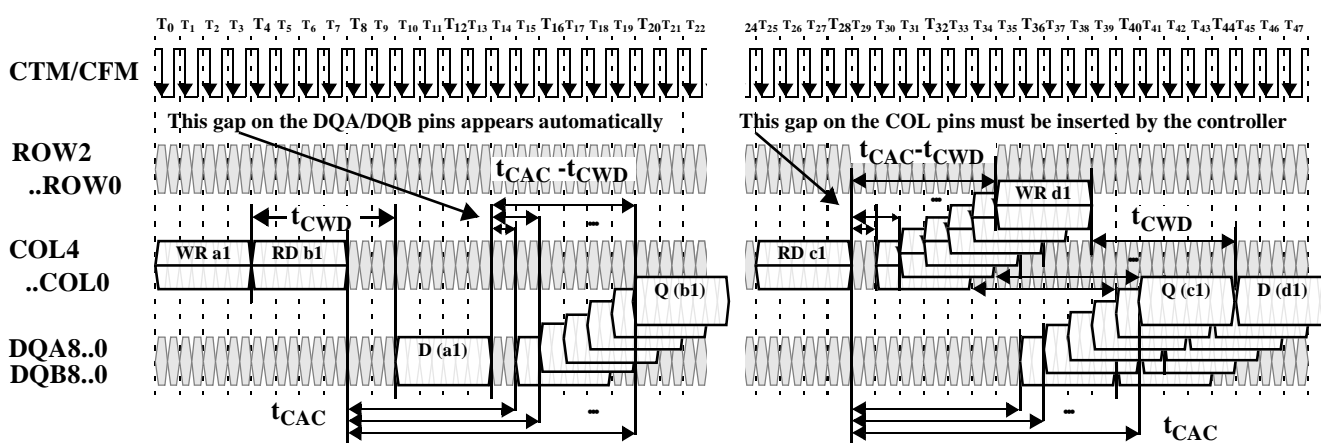 T0 T1 T2 T3 T4 T5 T6 T7 T8 T9 T10 T11 T12 T13 T14 T15 T16 T17 T18 T19 T20 T21 T22
24 T25 T26 T27 T28 T29 T30 T31 T32 T33 T34 T35 T36 T37 T38 T39 T40 T41 T42 T43 T44 T45 T46 T47
CTM/CFM
This gap on the DQA/DQB pins appears automatically
This gap on the COL pins must be inserted by the controller
ROW2
..ROW0
tCAC -tCWD
...
tCAC-tCWD
...
WR d1
tCWD
tCWD
COL4
..COL0
WR a1
RD b1
RD c1
...
Q (b1)
Q (c1)
D (d1)
DQA8..0
DQB8..0
D (a1)
tCAC
...
...
tCAC